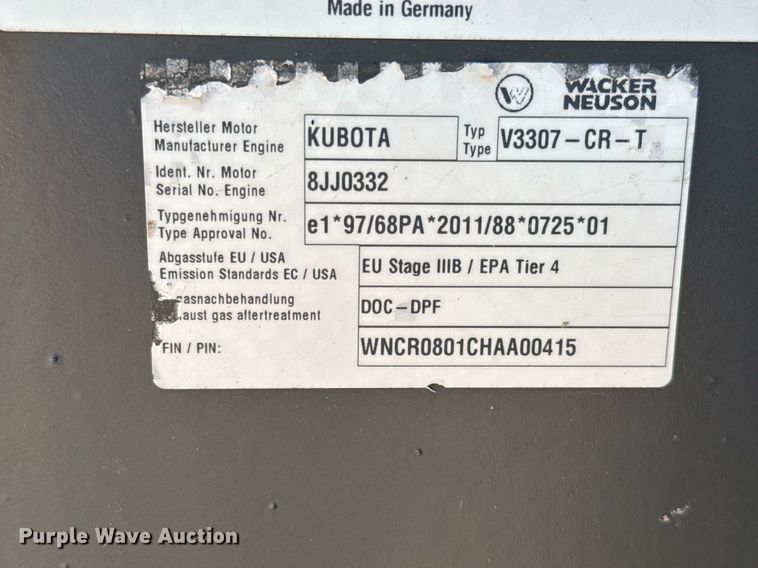 Made in Germany
W WACKER
NEUSON
Hersteller Motor
Manufacturer Engine
KUBOTA
Typ
Type
V3307-CR-T
Ident. Nr. Motor
Serial No. Engine
8JJ0332
Typgenehmigung Nr.
Type Approval No.
e1*97/68PA*2011/88*0725*01
Abgasstufe EU / USA
Emission Standards EC / USA
EU Stage IIIB / EPA Tier 4
gasnachbehandlung
aust gas aftertreatment
DOC-DPF
FIN / PIN:
WNCR0801CHAA00415
Purple Wave Auction